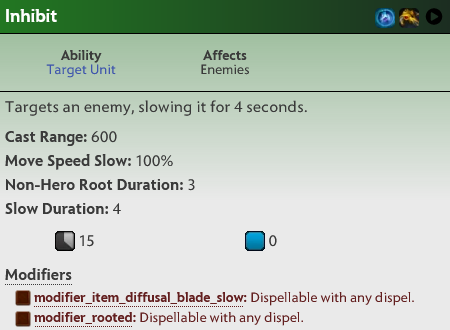 Inhibit
Ability Affects
Target Unit Enemies
Targets an enemy, slowing it for 4 seconds.
Cast Range: 600
Move Speed Slow: 100%
Non-Hero Root Duration: 3
Slow Duration: 4
15 0
Modifiers
modifier_item_diffusal_blade_slow: Dispellable with any dispel.
modifier_rooted: Dispellable with any dispel.